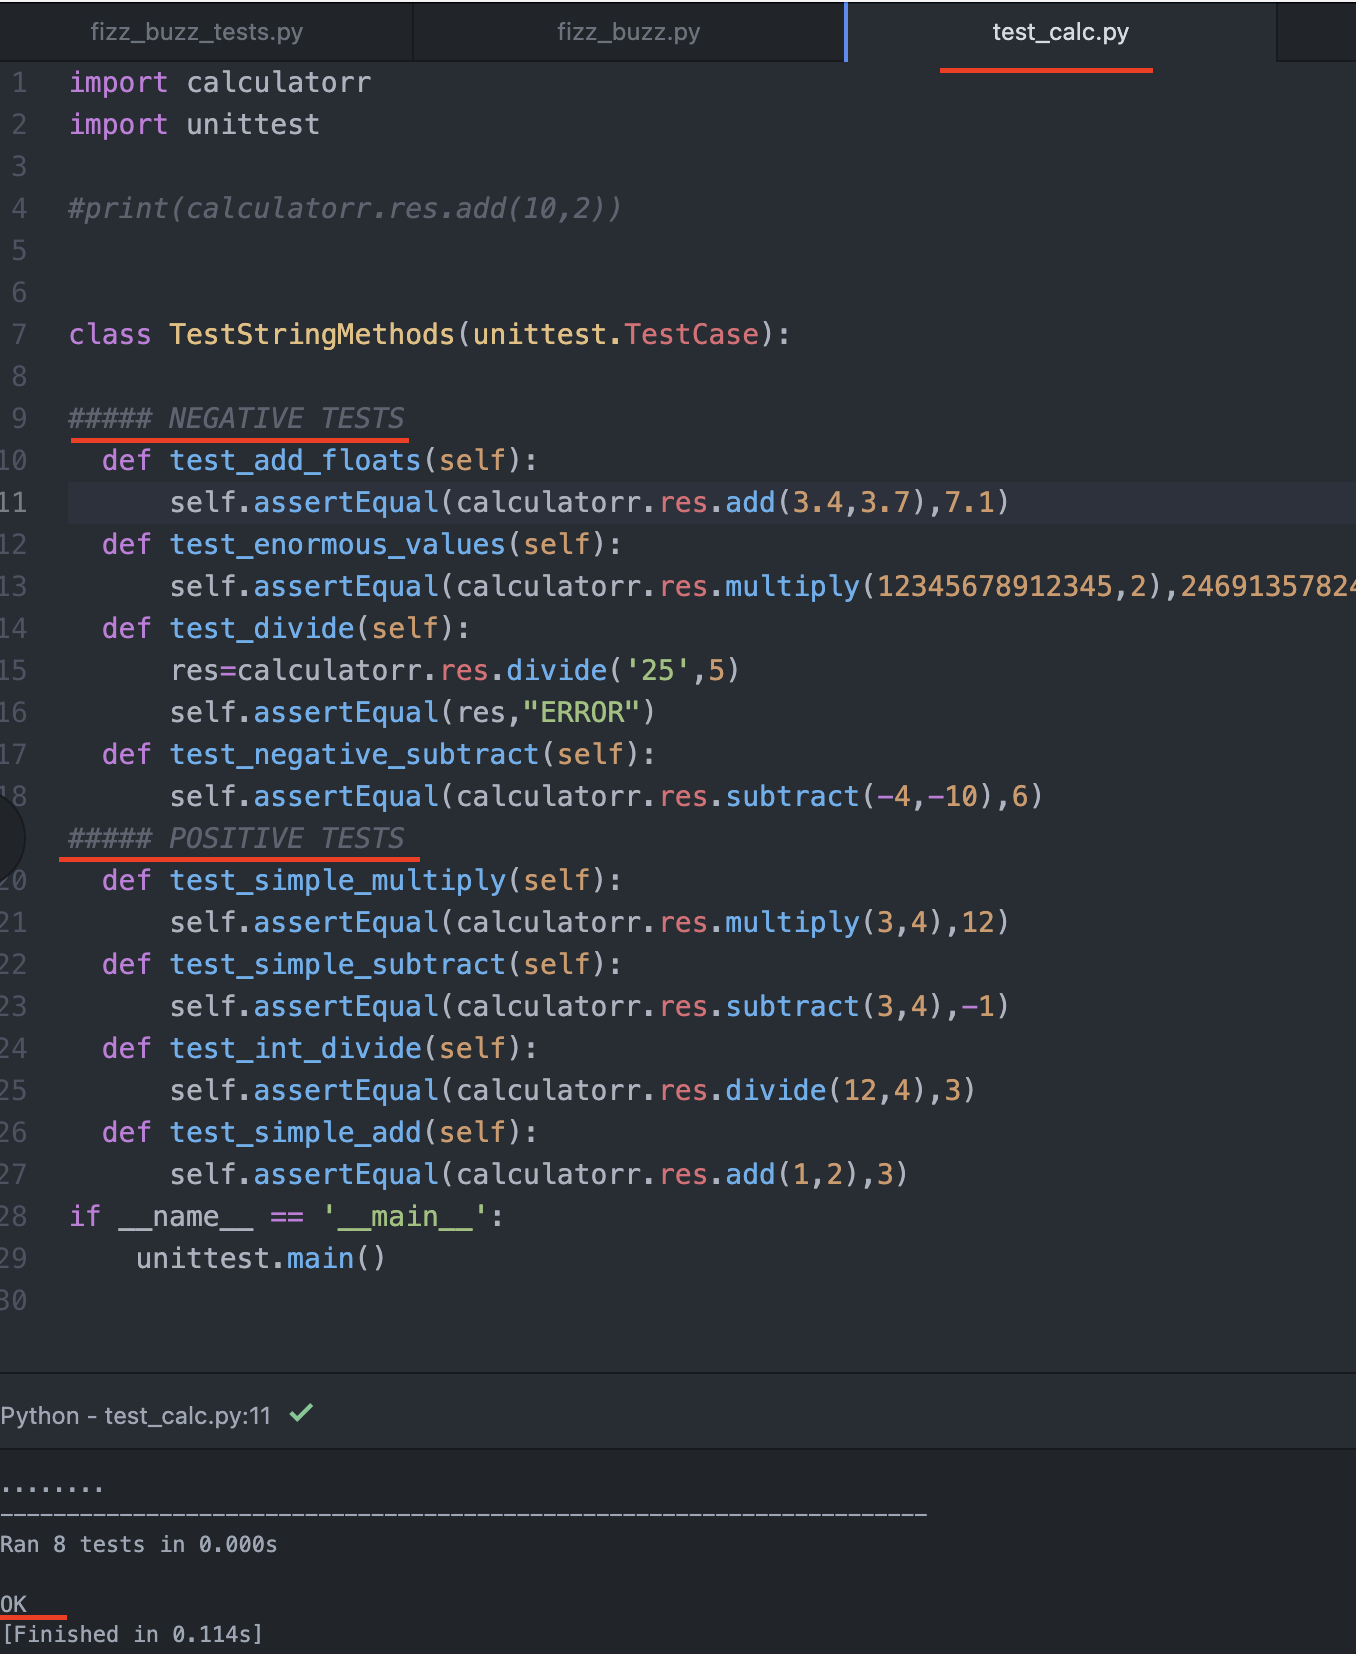 fizz_buzz_tests.py fizz_buzz.py test_calc.py
1 import calculatorr
2 import unittest
3
4 #print(calculatorr.res.add(10,2))
5
6
7 class TestStringMethods(unittest.TestCase):
8
9 ##### NEGATIVE TESTS
10 def test_add_floats(self):
11 self.assertEqual(calculatorr.res.add(3.4,3.7),7.1)
12 def test_enormous_values(self):
13 self.assertEqual(calculatorr.res.multiply(12345678912345,2),24691357824
14 def test_divide(self):
15 res=calculatorr.res.divide('25',5)
16 self.assertEqual(res,"ERROR")
17 def test_negative_subtract(self):
18 self.assertEqual(calculatorr.res.subtract(-4,-10),6)
##### POSITIVE TESTS
20 def test_simple_multiply(self):
21 self.assertEqual(calculatorr.res.multiply(3,4),12)
22 def test_simple_subtract(self):
23 self.assertEqual(calculatorr.res.subtract(3,4),-1)
24 def test_int_divide(self):
25 self.assertEqual(calculatorr.res.divide(12,4),3)
26 def test_simple_add(self):
27 self.assertEqual(calculatorr.res.add(1,2),3)
28 if __name__ == '__main__':
29 unittest.main()
30
Python - test_calc.py:11
........
----------------------------------------------------------------------
Ran 8 tests in 0.000s
OK
[Finished in 0.114s]